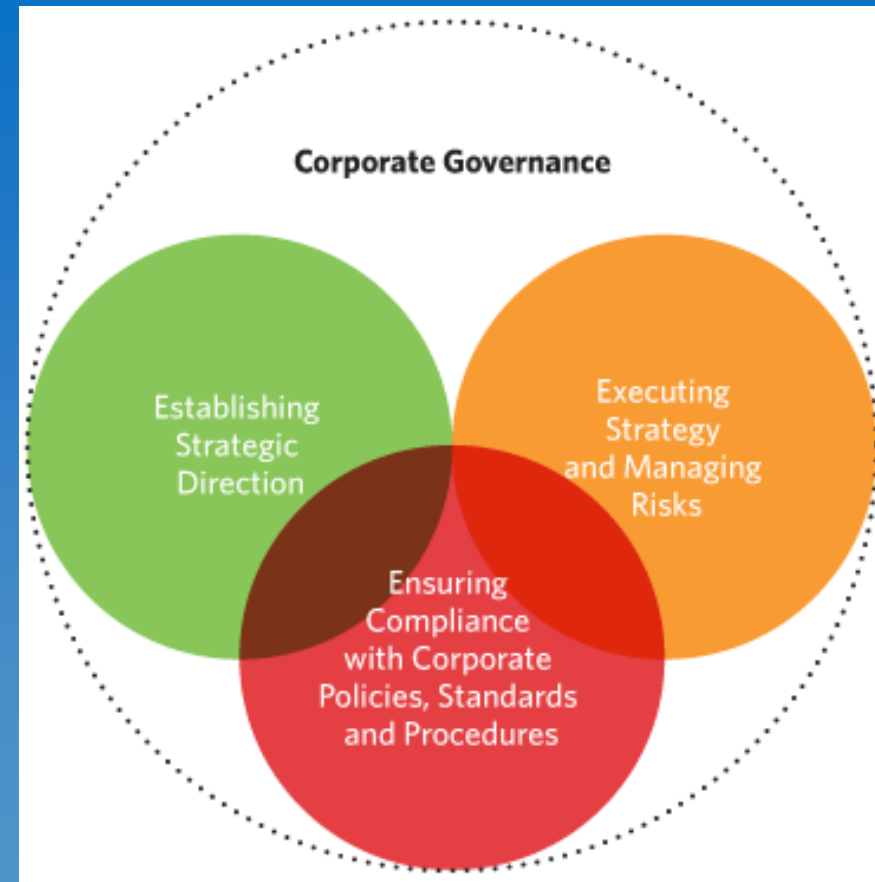 Corporate Governance
Establishing
Strategic
Direction
Executing
Strategy
and Managing
Risks
Ensuring
Compliance
with Corporate
Policies, Standards
and Procedures